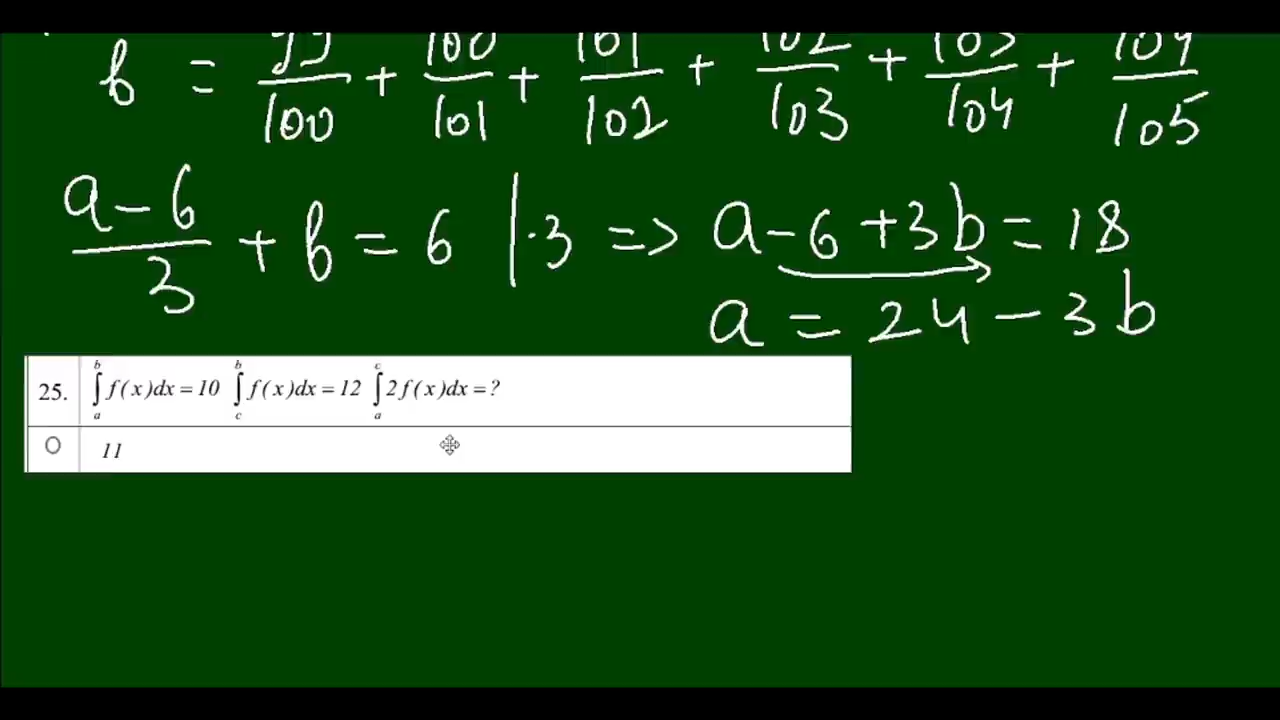 b = 99/100 + 100/101 + 101/102 + 102/103 + 103/104 + 104/105
(a-6)/3 + b = 6 | ·3 => a-6+3b=18
a = 24-3b
25. ∫_a^b f(x)dx=10 ∫_c^b f(x)dx=12 ∫_a^c 2f(x)dx=?
11